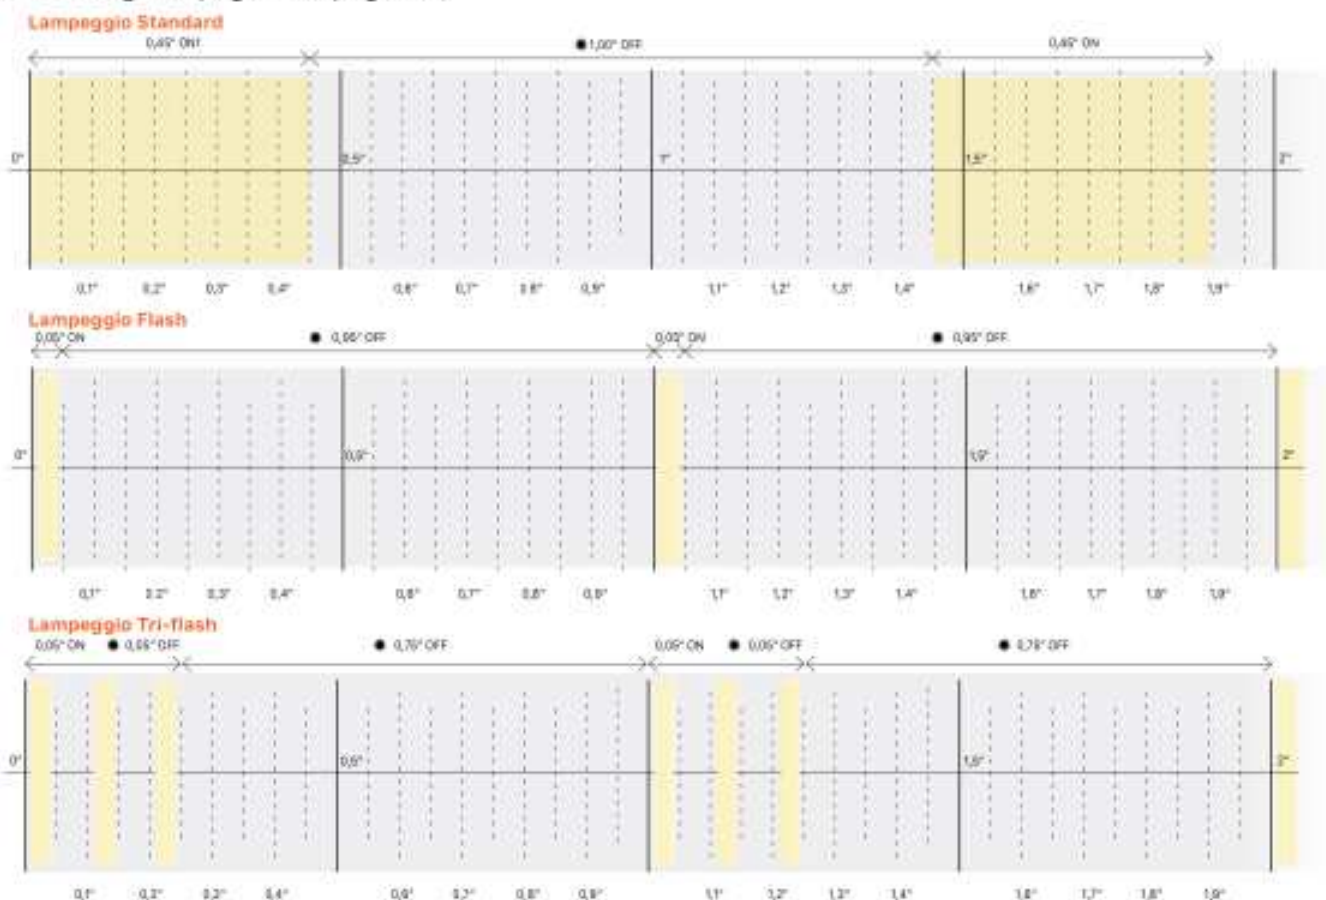 Lampeggio Standard
0,45" ON
● 1,00" OFF
0,45" ON
0" 0,5" 1" 1,5" 2"
0,1" 0,2" 0,3" 0,4" 0,6" 0,7" 0,8" 0,9" 1,1" 1,2" 1,3" 1,4" 1,6" 1,7" 1,8" 1,9"
Lampeggio Flash
0,05" ON ● 0,95" OFF 0,05" ON ● 0,95" OFF
0" 0,5" 1,5" 2"
0,1" 0,2" 0,3" 0,4" 0,6" 0,7" 0,8" 0,9" 1,1" 1,2" 1,3" 1,4" 1,6" 1,7" 1,8" 1,9"
Lampeggio Tri-flash
0,05" ON ● 0,05" OFF ● 0,75" OFF 0,05" ON ● 0,05" OFF ● 0,75" OFF
0" 0,5" 1,5" 2"
0,1" 0,2" 0,2" 0,4" 0,6" 0,7" 0,8" 0,9" 1,1" 1,2" 1,3" 1,4" 1,6" 1,7" 1,8" 1,9"